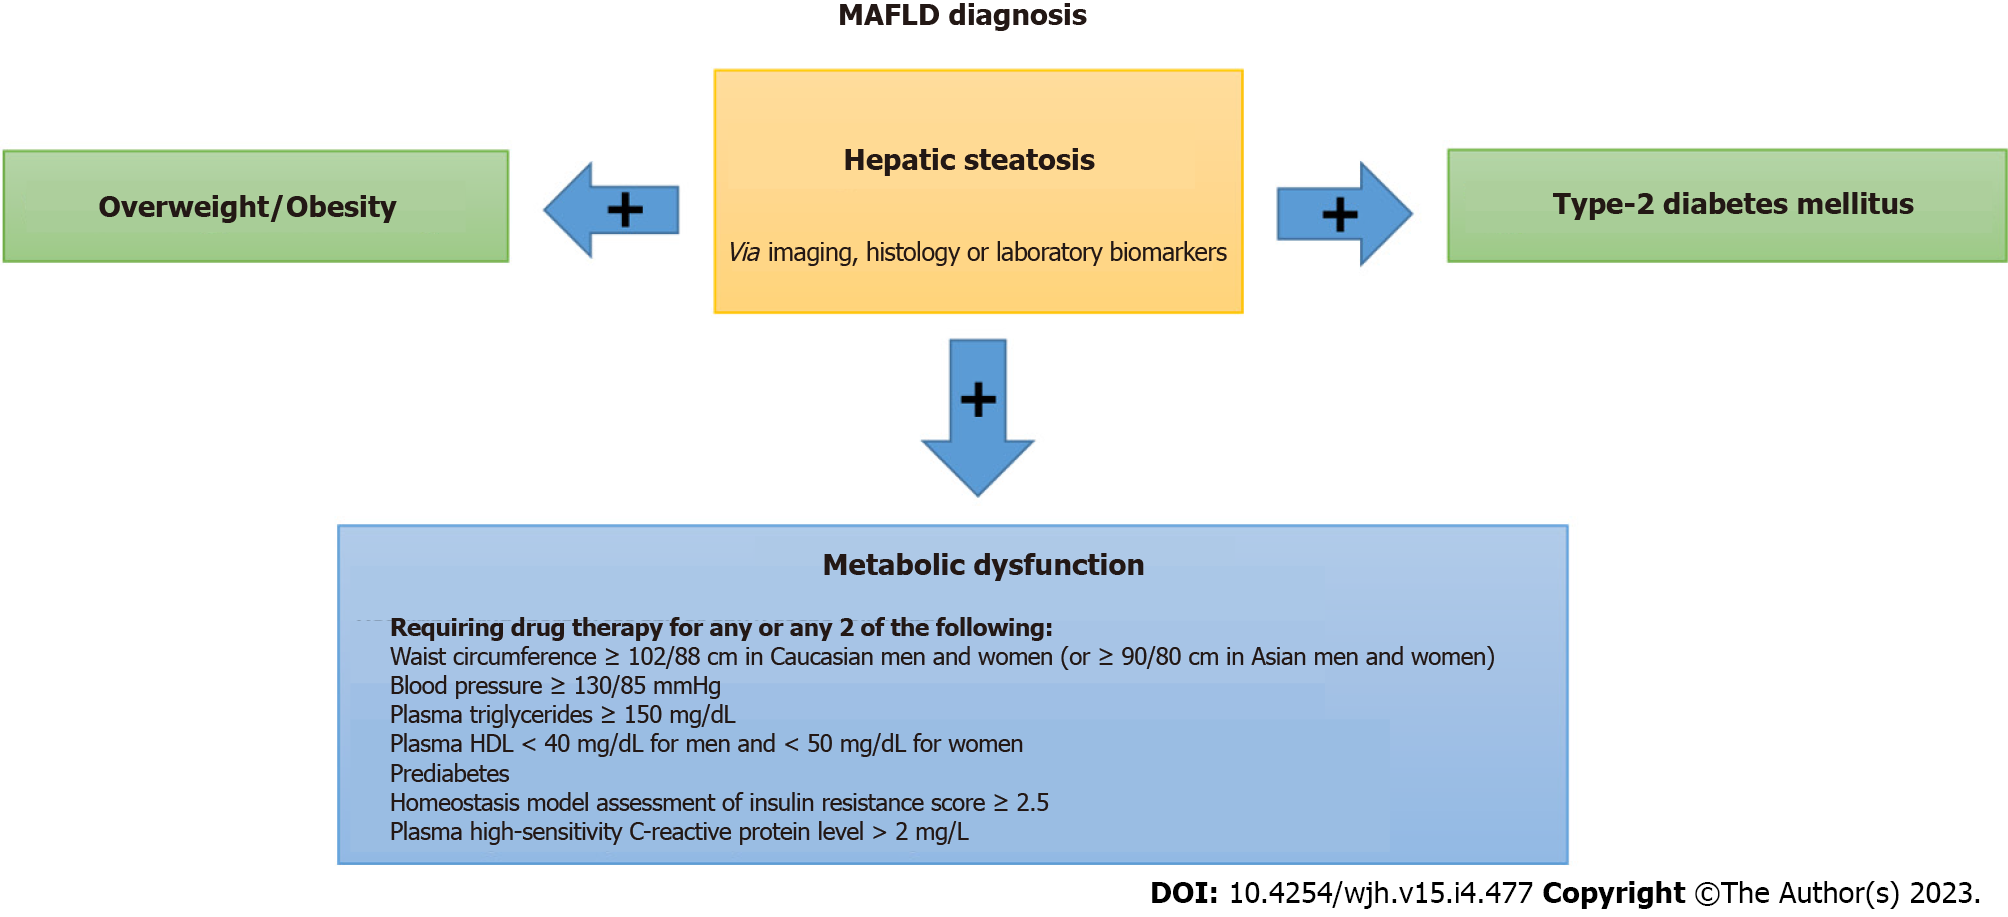 MAFLD diagnosis
Hepatic steatosis
Via imaging, histology or laboratory biomarkers
Overweight/Obesity
+
+
Type-2 diabetes mellitus
+
Metabolic dysfunction
Requiring drug therapy for any or any 2 of the following:
Waist circumference ≥ 102/88 cm in Caucasian men and women (or ≥ 90/80 cm in Asian men and women)
Blood pressure ≥ 130/85 mmHg
Plasma triglycerides ≥ 150 mg/dL
Plasma HDL < 40 mg/dL for men and < 50 mg/dL for women
Prediabetes
Homeostasis model assessment of insulin resistance score ≥ 2.5
Plasma high-sensitivity C-reactive protein level > 2 mg/L
DOI: 10.4254/wjh.v15.i4.477 Copyright ©The Author(s) 2023.